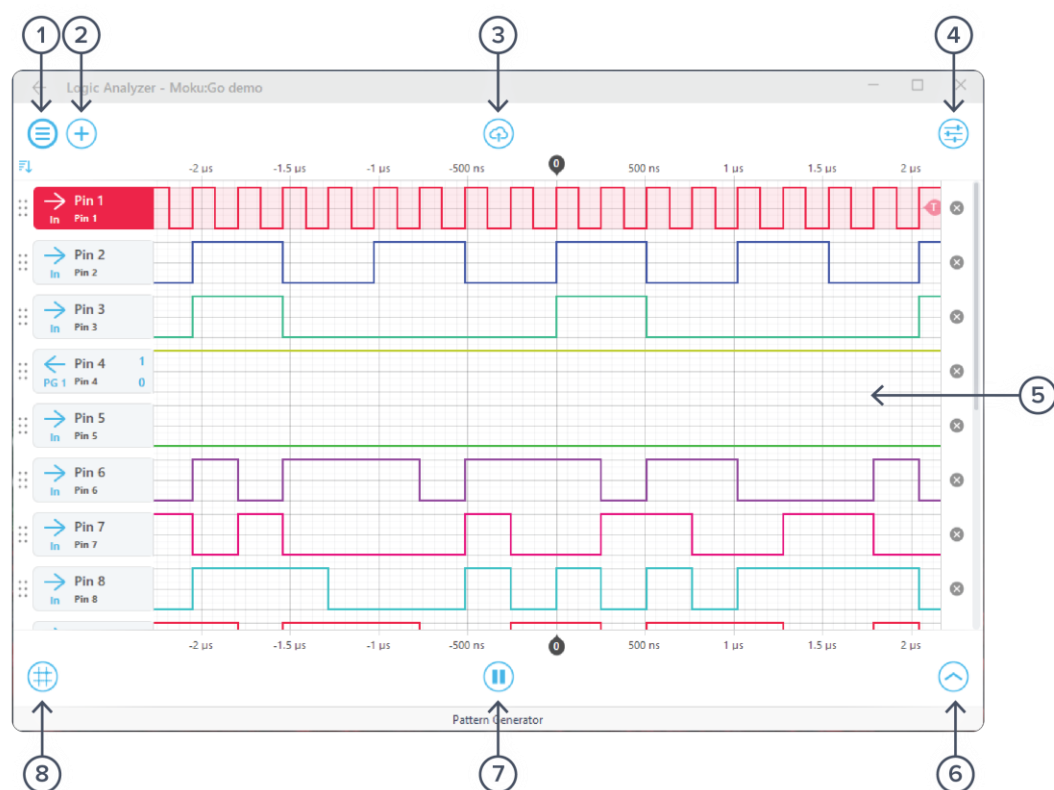 1 2 3 4
Logic Analyzer - Moku:Go demo
-2 µs -1.5 µs -1 µs -500 ns 0 500 ns 1 µs 1.5 µs 2 µs
Pin 1
In Pin 1
T
Pin 2
In Pin 2
Pin 3
In Pin 3
Pin 4 1
PG 1 Pin 4 0
5
Pin 5
In Pin 5
Pin 6
In Pin 6
Pin 7
In Pin 7
Pin 8
In Pin 8
-2 µs -1.5 µs -1 µs -500 ns 0 500 ns 1 µs 1.5 µs 2 µs
Pattern Generator
8 7 6